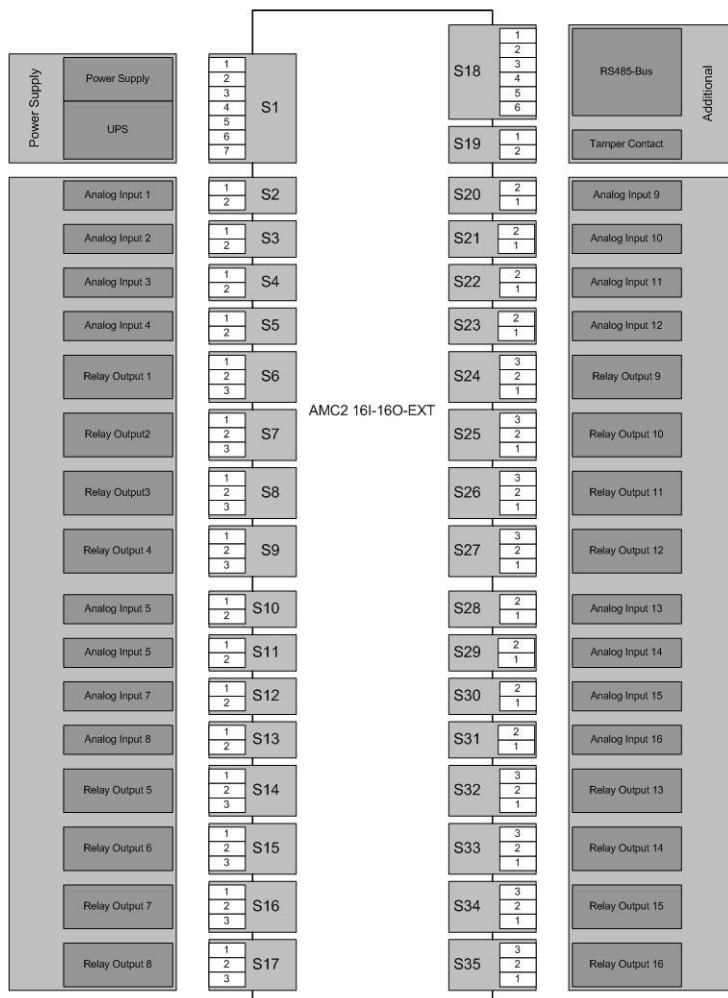 Power Supply
Power Supply
UPS
1
2
3
4
5
6
7
S1
Analog Input 1
1
2
S2
Analog Input 2
1
2
S3
Analog Input 3
1
2
S4
Analog Input 4
1
2
S5
Relay Output 1
1
2
3
S6
Relay Output2
1
2
3
S7
Relay Output3
1
2
3
S8
Relay Output 4
1
2
3
S9
Analog Input 5
1
2
S10
Analog Input 5
1
2
S11
Analog Input 7
1
2
S12
Analog Input 8
1
2
S13
Relay Output 5
1
2
3
S14
Relay Output 6
1
2
3
S15
Relay Output 7
1
2
3
S16
Relay Output 8
1
2
3
S17
AMC2 16I-16O-EXT
S18
1
2
3
4
5
6
RS485-Bus
Additional
S19
1
2
Tamper Contact
S20
2
1
Analog Input 9
S21
2
1
Analog Input 10
S22
2
1
Analog Input 11
S23
2
1
Analog Input 12
S24
3
2
1
Relay Output 9
S25
3
2
1
Relay Output 10
S26
3
2
1
Relay Output 11
S27
3
2
1
Relay Output 12
S28
2
1
Analog Input 13
S29
2
1
Analog Input 14
S30
2
1
Analog Input 15
S31
2
1
Analog Input 16
S32
3
2
1
Relay Output 13
S33
3
2
1
Relay Output 14
S34
3
2
1
Relay Output 15
S35
3
2
1
Relay Output 16